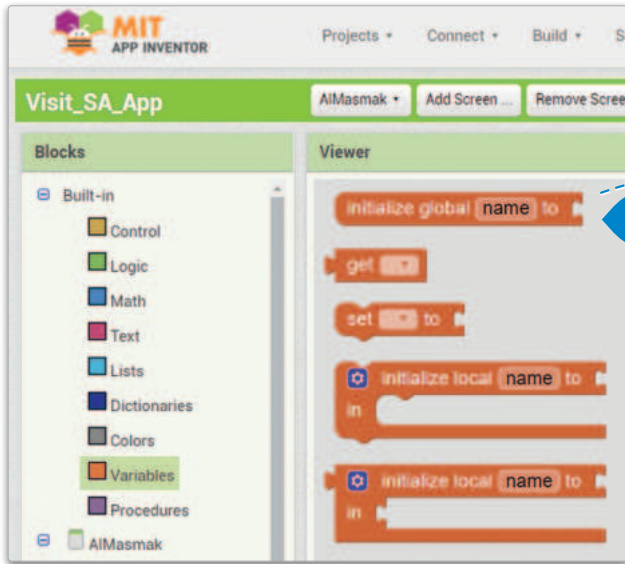 MIT
APP INVENTOR
Projects Connect Build S
Visit_SA_App
AlMasmak Add Screen ... Remove Scree
Blocks
Viewer
Built-in
Control
Logic
Math
Text
Lists
Dictionaries
Colors
Variables
Procedures
AlMasmak
initialize global name to
get
set to
initialize local name to
in
initialize local name to
in